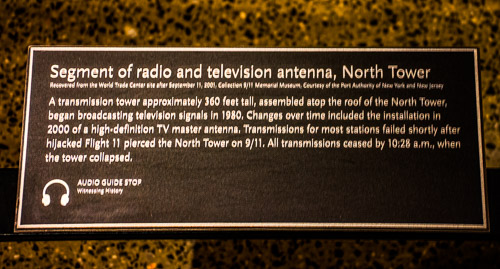 Segment of radio and television antenna, North Tower
Recovered from the World Trade Center site after September 11, 2001. Collection 9/11 Memorial Museum, Courtesy of the Port Authority of New York and New Jersey
A transmission tower approximately 360 feet tall, assembled atop the roof of the North Tower,
began broadcasting television signals in 1980. Changes over time included the installation in
2000 of a high-definition TV master antenna. Transmissions for most stations failed shortly after
hijacked Flight 11 pierced the North Tower on 9/11. All transmissions ceased by 10:28 a.m., when
the tower collapsed.
AUDIO GUIDE STOP
Witnessing History